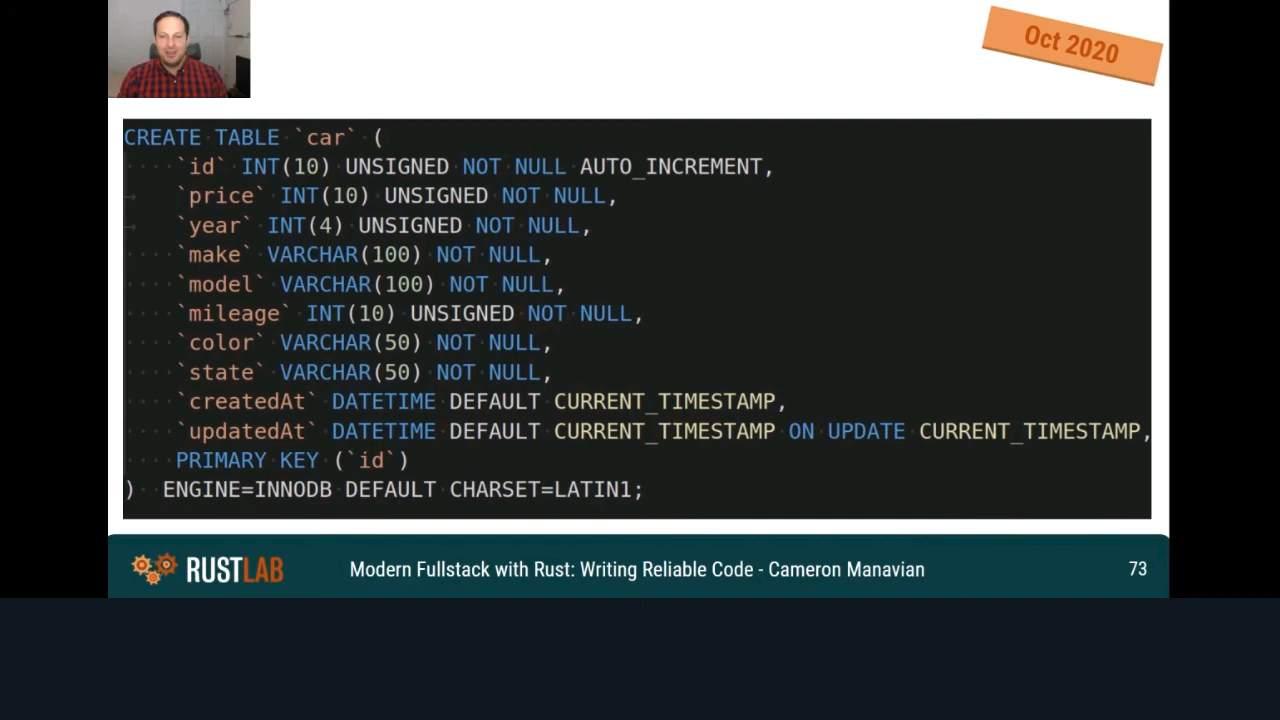 Oct 2020
CREATE TABLE `car` (
`id` INT(10) UNSIGNED NOT NULL AUTO_INCREMENT,
`price` INT(10) UNSIGNED NOT NULL,
`year` INT(4) UNSIGNED NOT NULL,
`make` VARCHAR(100) NOT NULL,
`model` VARCHAR(100) NOT NULL,
`mileage` INT(10) UNSIGNED NOT NULL,
`color` VARCHAR(50) NOT NULL,
`state` VARCHAR(50) NOT NULL,
`createdAt` DATETIME DEFAULT CURRENT_TIMESTAMP,
`updatedAt` DATETIME DEFAULT CURRENT_TIMESTAMP ON UPDATE CURRENT_TIMESTAMP,
PRIMARY KEY (`id`)
) ENGINE=INNODB DEFAULT CHARSET=LATIN1;
RUSTLAB
Modern Fullstack with Rust: Writing Reliable Code - Cameron Manavian
73